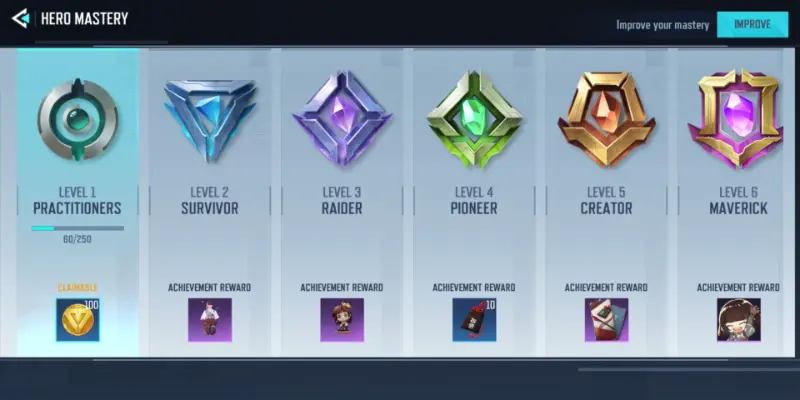 HERO MASTERY
Improve your mastery
IMPROVE
LEVEL 1
PRACTITIONERS
60/250
CLAIMABLE
100
LEVEL 2
SURVIVOR
ACHIEVEMENT REWARD
LEVEL 3
RAIDER
ACHIEVEMENT REWARD
LEVEL 4
PIONEER
ACHIEVEMENT REWARD
10
LEVEL 5
CREATOR
ACHIEVEMENT REWARD
LEVEL 6
MAVERICK
ACHIEVEMENT REWARD